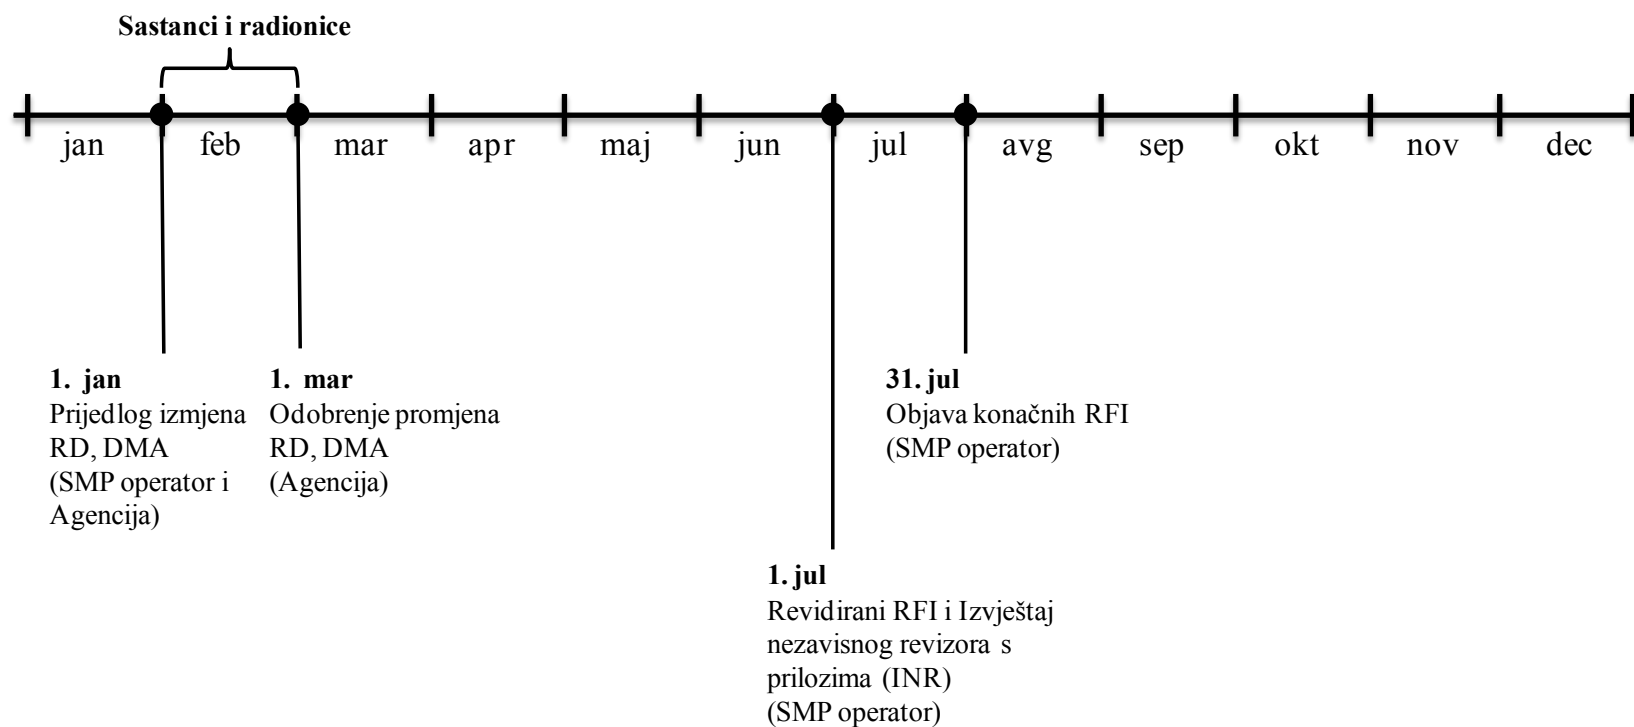 Sastanci i radionice
jan feb mar apr maj jun jul avg sep okt nov dec
1. jan
Prijedlog izmjena
RD, DMA
(SMP operator i
Agencija)
1. mar
Odobrenje promjena
RD, DMA
(Agencija)
31. jul
Objava konačnih RFI
(SMP operator)
1. jul
Revidirani RFI i Izvještaj
nezavisnog revizora s
prilozima (INR)
(SMP operator)